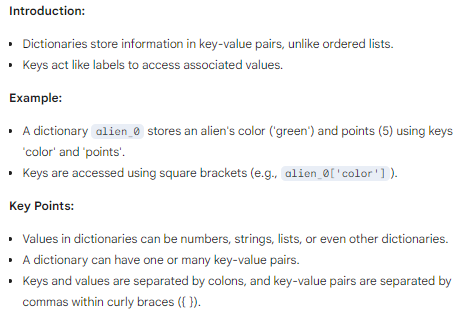 Introduction:
• Dictionaries store information in key-value pairs, unlike ordered lists.
• Keys act like labels to access associated values.
Example:
• A dictionary alien_0 stores an alien's color ('green') and points (5) using keys
'color' and 'points'.
• Keys are accessed using square brackets (e.g., alien_0['color'] ).
Key Points:
• Values in dictionaries can be numbers, strings, lists, or even other dictionaries.
• A dictionary can have one or many key-value pairs.
• Keys and values are separated by colons, and key-value pairs are separated by
commas within curly braces ({ }).